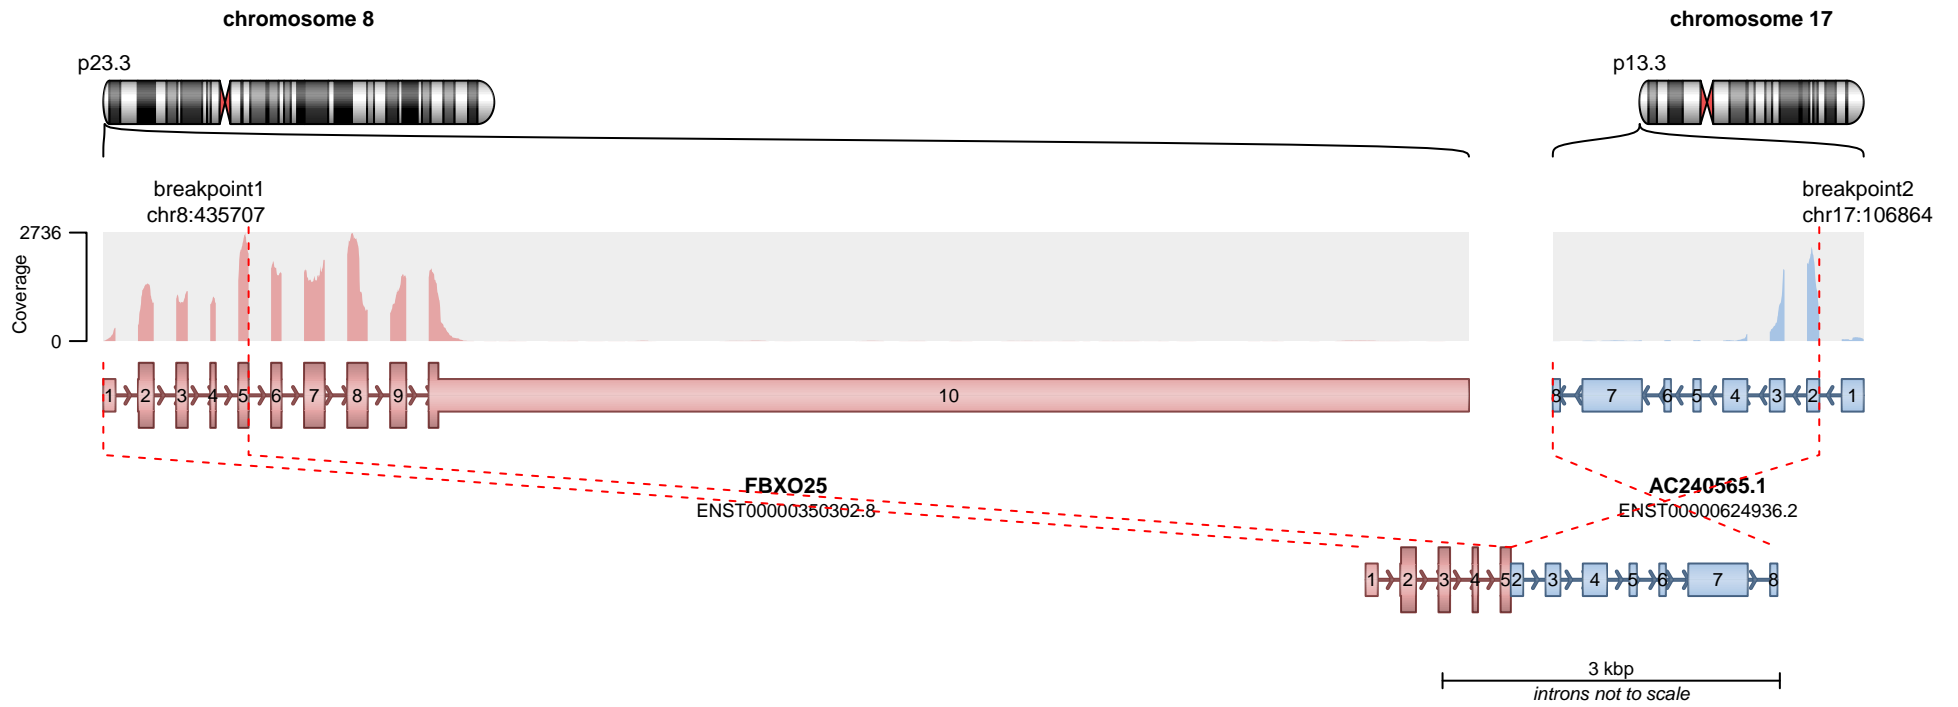 chromosome 8
chromosome 17
p23.3
p13.3
breakpoint1
chr8:435707
breakpoint2
chr17:106864
2736
Coverage
0
1 2 3 4 5 6 7 8 9 10
8 7 6 5 4 3 2 1
FBXO25
ENST00000350302.8
AC240565.1
ENST00000624936.2
1 2 3 4 5 2 3 4 5 6 7 8
3 kbp
introns not to scale